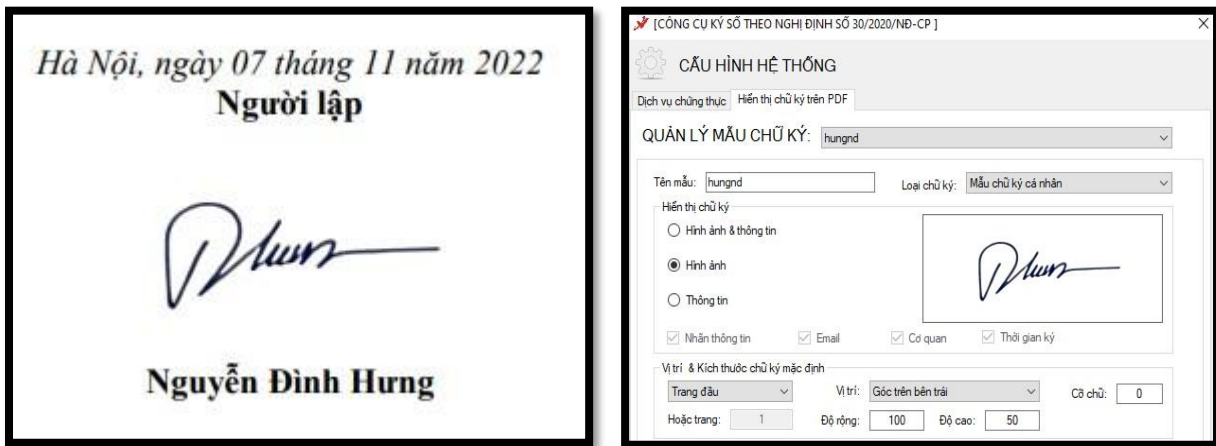 Hà Nội, ngày 07 tháng 11 năm 2022
Người lập
Nguyễn Đình Hưng
[CÔNG CỤ KÝ SỐ THEO NGHỊ ĐỊNH SỐ 30/2020/NĐ-CP ]
CẤU HÌNH HỆ THỐNG
Dịch vụ chứng thực Hiển thị chữ ký trên PDF
QUẢN LÝ MẪU CHỮ KÝ: hungnd
Tên mẫu: hungnd Loại chữ ký: Mẫu chữ ký cá nhân
Hiển thị chữ ký
Hình ảnh & thông tin
Hình ảnh
Thông tin
Nhãn thông tin Email Cơ quan Thời gian ký
Vị trí & Kích thước chữ ký mặc định
Trang đầu Vị trí: Góc trên bên trái Cỡ chữ: 0
Hoặc trang: 1 Độ rộng: 100 Độ cao: 50